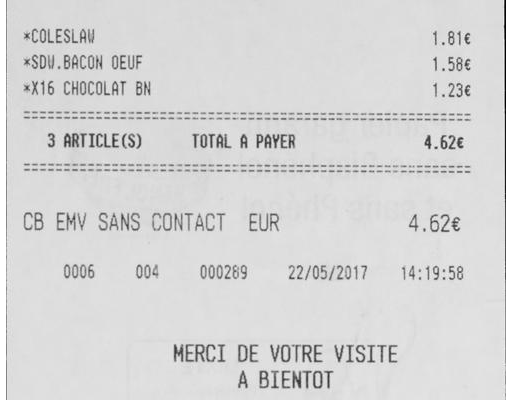 *COLESLAW 1.81€
*SDW.BACON OEUF 1.58€
*X16 CHOCOLAT BN 1.23€
3 ARTICLE(S) TOTAL A PAYER 4.62€
CB EMV SANS CONTACT EUR 4.62€
0006 004 000289 22/05/2017 14:19:58
MERCI DE VOTRE VISITE
A BIENTOT